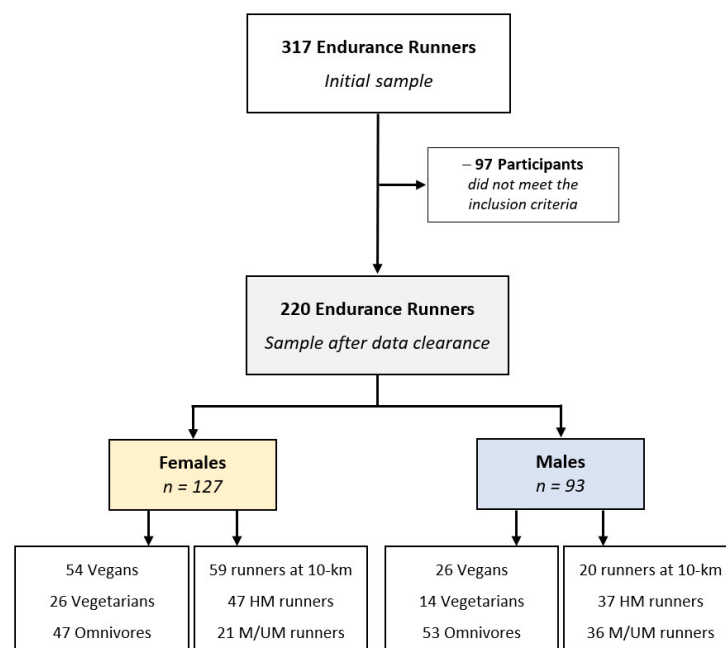 317 Endurance Runners
Initial sample
– 97 Participants
did not meet the
inclusion criteria
220 Endurance Runners
Sample after data clearance
Females
n = 127
Males
n = 93
54 Vegans
26 Vegetarians
47 Omnivores
59 runners at 10-km
47 HM runners
21 M/UM runners
26 Vegans
14 Vegetarians
53 Omnivores
20 runners at 10-km
37 HM runners
36 M/UM runners